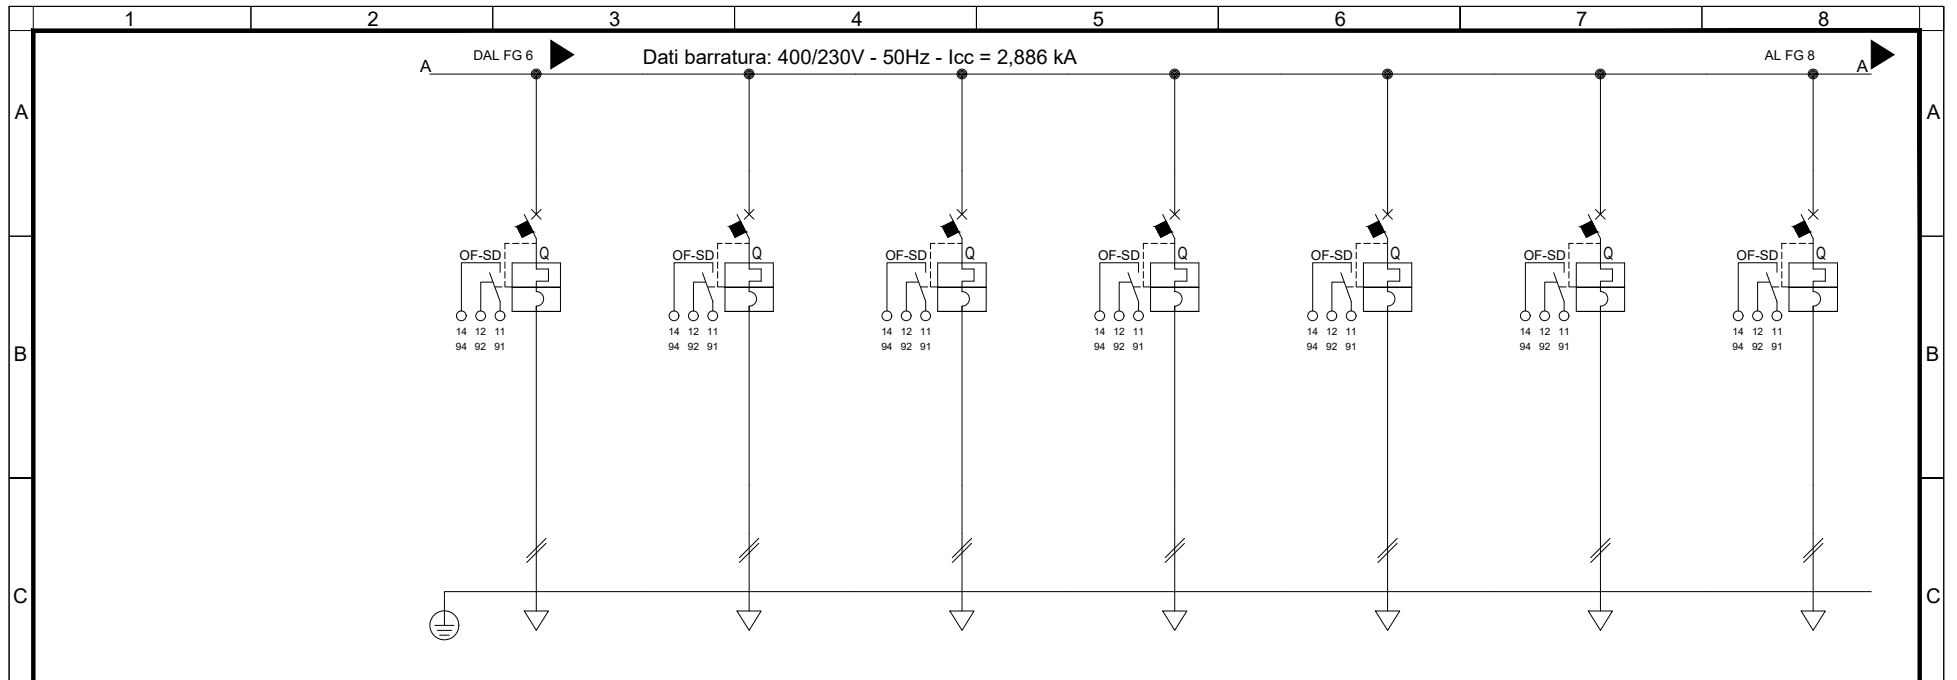 1 2 3 4 5 6 7 8
DAL FG 6 Dati barratura: 400/230V - 50Hz - Icc = 2,886 kA AL FG 8
A A
A A
OF-SD Q OF-SD Q OF-SD Q OF-SD Q OF-SD Q OF-SD Q OF-SD Q
14 12 11 14 12 11 14 12 11 14 12 11 14 12 11 14 12 11 14 12 11
94 92 91 94 92 91 94 92 91 94 92 91 94 92 91 94 92 91 94 92 91
B B
C C